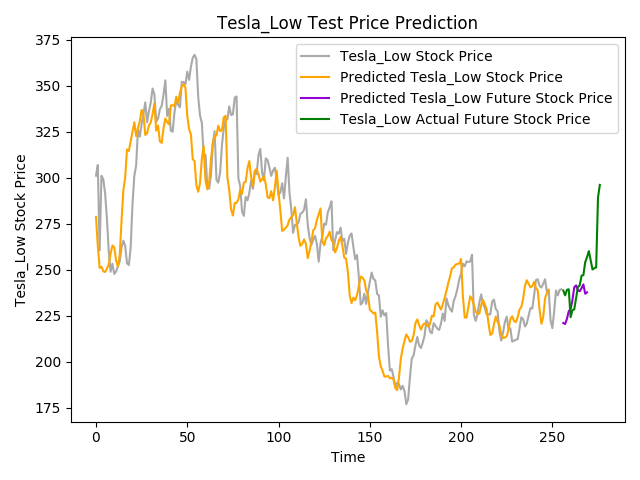 Tesla_Low Test Price Prediction
Tesla_Low Stock Price
Predicted Tesla_Low Stock Price
Predicted Tesla_Low Future Stock Price
Tesla_Low Actual Future Stock Price
Tesla_Low Stock Price
375
350
325
300
275
250
225
200
175
0 50 100 150 200 250
Time